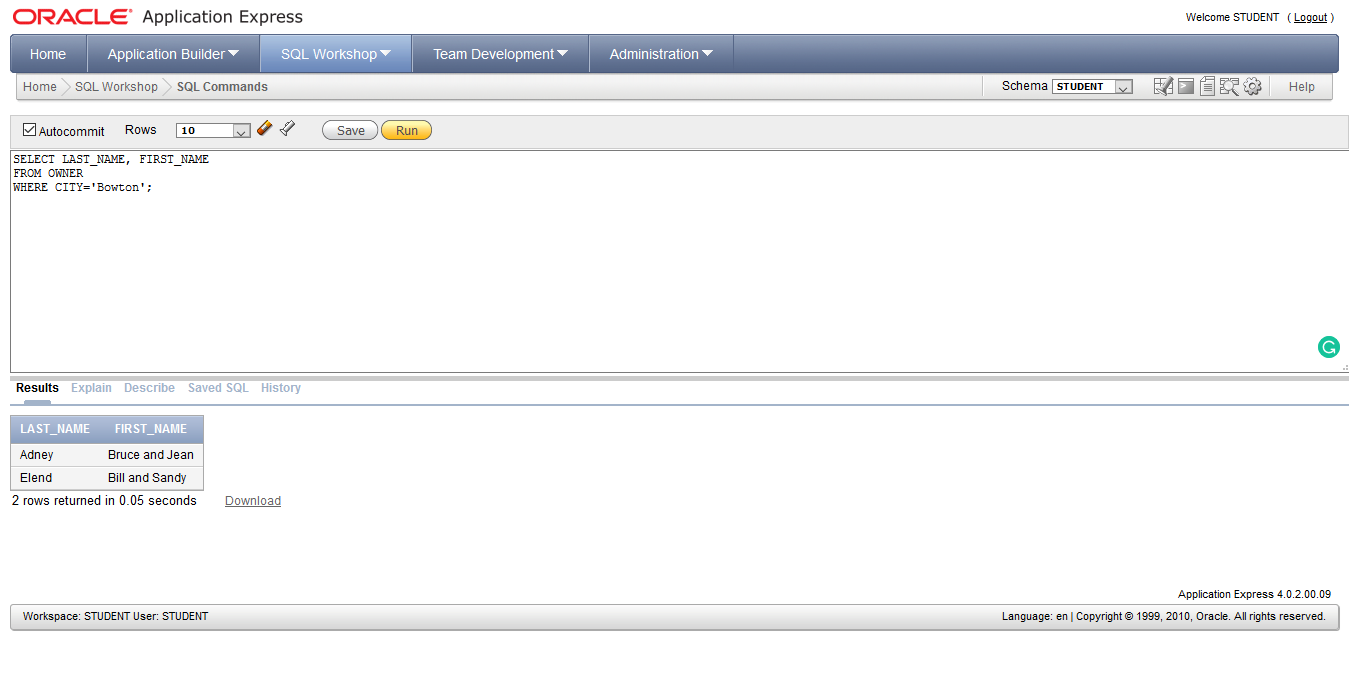 ORACLE Application Express
Welcome STUDENT ( Logout )
Home Application Builder SQL Workshop Team Development Administration
Home SQL Workshop SQL Commands Schema STUDENT Help
Autocommit Rows 10 Save Run
SELECT LAST_NAME, FIRST_NAME
FROM OWNER
WHERE CITY='Bowton';
Results Explain Describe Saved SQL History
LAST_NAME FIRST_NAME
Adney Bruce and Jean
Elend Bill and Sandy
2 rows returned in 0.05 seconds Download
Application Express 4.0.2.00.09
Workspace: STUDENT User: STUDENT Language: en | Copyright © 1999, 2010, Oracle. All rights reserved.